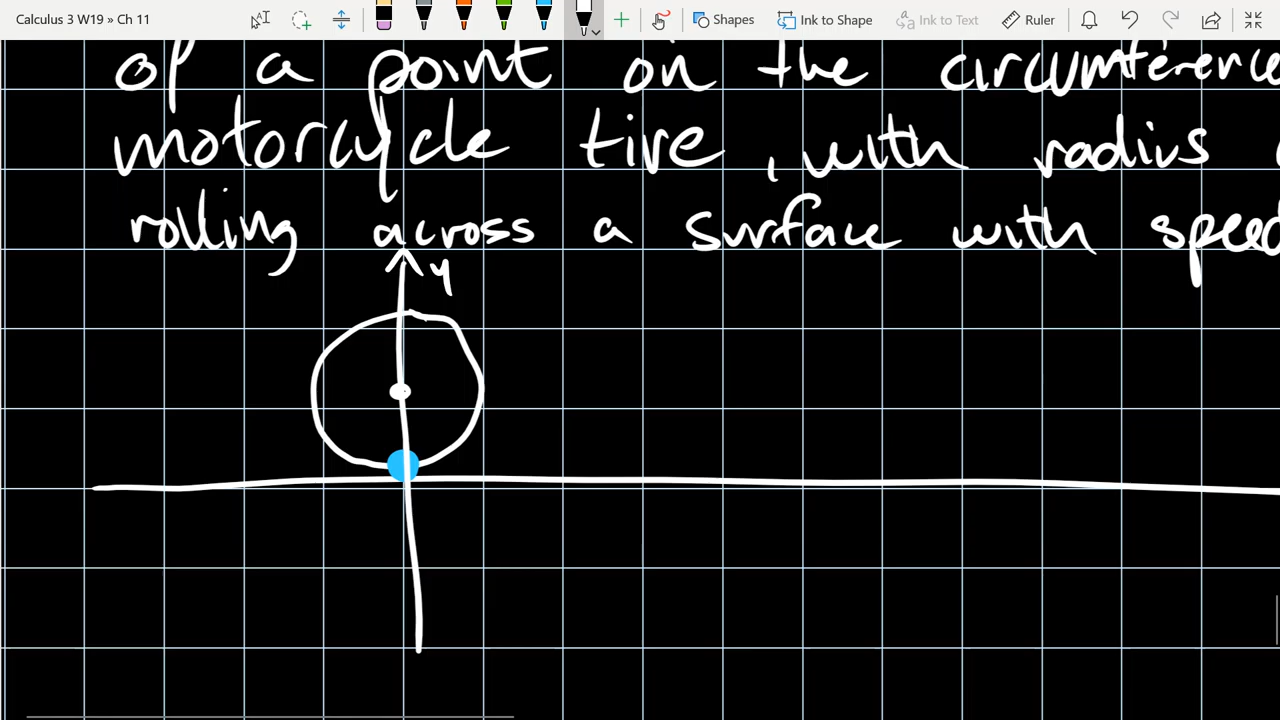 Calculus 3 W19 » Ch 11
Shapes
Ink to Shape
Ink to Text
Ruler
of a point on the circumference
motorcycle tire, with radius
rolling across a surface with speed
y